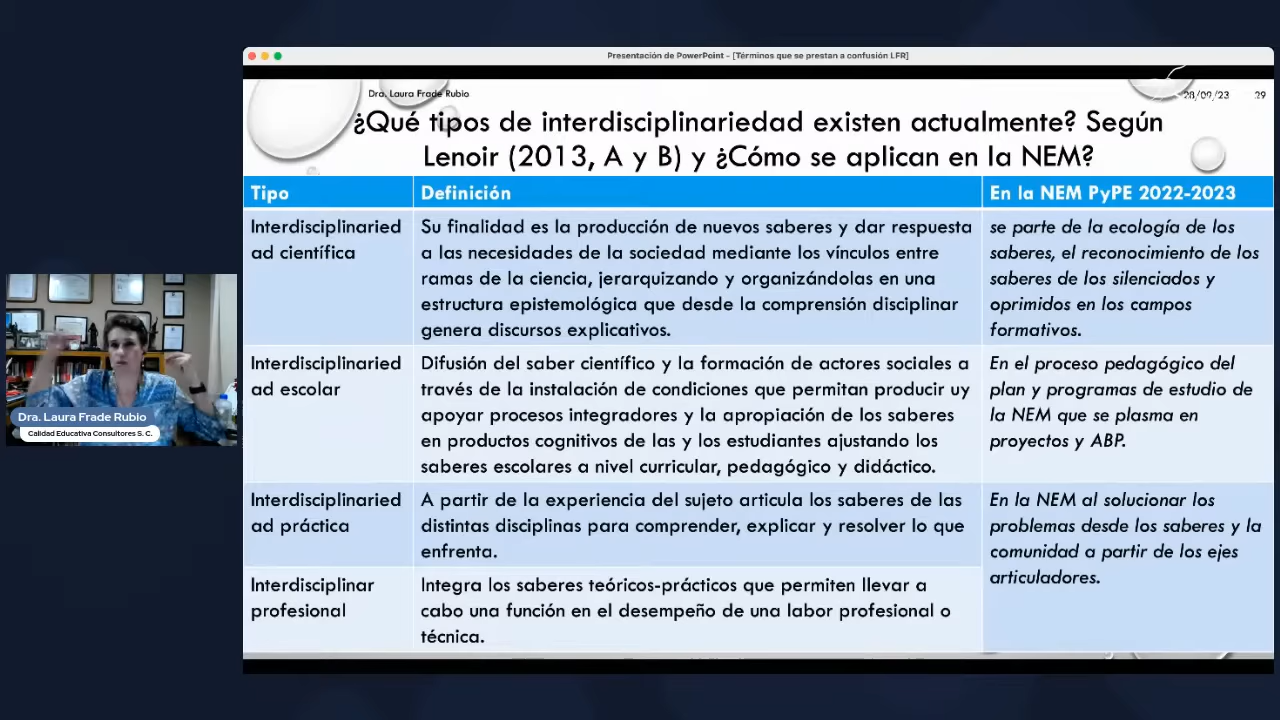 Presentación de PowerPoint - [Términos que se prestan a confusión LFR]
Dra. Laura Frade Rubio
28/09/23
29
¿Qué tipos de interdisciplinariedad existen actualmente? Según
Lenoir (2013, A y B) y ¿Cómo se aplican en la NEM?
Tipo
Definición
En la NEM PyPE 2022-2023
Interdisciplinaried
ad científica
Su finalidad es la producción de nuevos saberes y dar respuesta
a las necesidades de la sociedad mediante los vínculos entre
ramas de la ciencia, jerarquizando y organizándolas en una
estructura epistemológica que desde la comprensión disciplinar
genera discursos explicativos.
se parte de la ecología de los
saberes, el reconocimiento de los
saberes de los silenciados y
oprimidos en los campos
formativos.
Interdisciplinaried
ad escolar
Difusión del saber científico y la formación de actores sociales a
través de la instalación de condiciones que permitan producir uy
apoyar procesos integradores y la apropiación de los saberes
en productos cognitivos de las y los estudiantes ajustando los
saberes escolares a nivel curricular, pedagógico y didáctico.
En el proceso pedagógico del
plan y programas de estudio de
la NEM que se plasma en
proyectos y ABP.
Interdisciplinaried
ad práctica
A partir de la experiencia del sujeto articula los saberes de las
distintas disciplinas para comprender, explicar y resolver lo que
enfrenta.
En la NEM al solucionar los
problemas desde los saberes y la
comunidad a partir de los ejes
articuladores.
Interdisciplinar
profesional
Integra los saberes teóricos-prácticos que permiten llevar a
cabo una función en el desempeño de una labor profesional o
técnica.
Dra. Laura Frade Rubio
Calidad Educativa Consultores S. C.